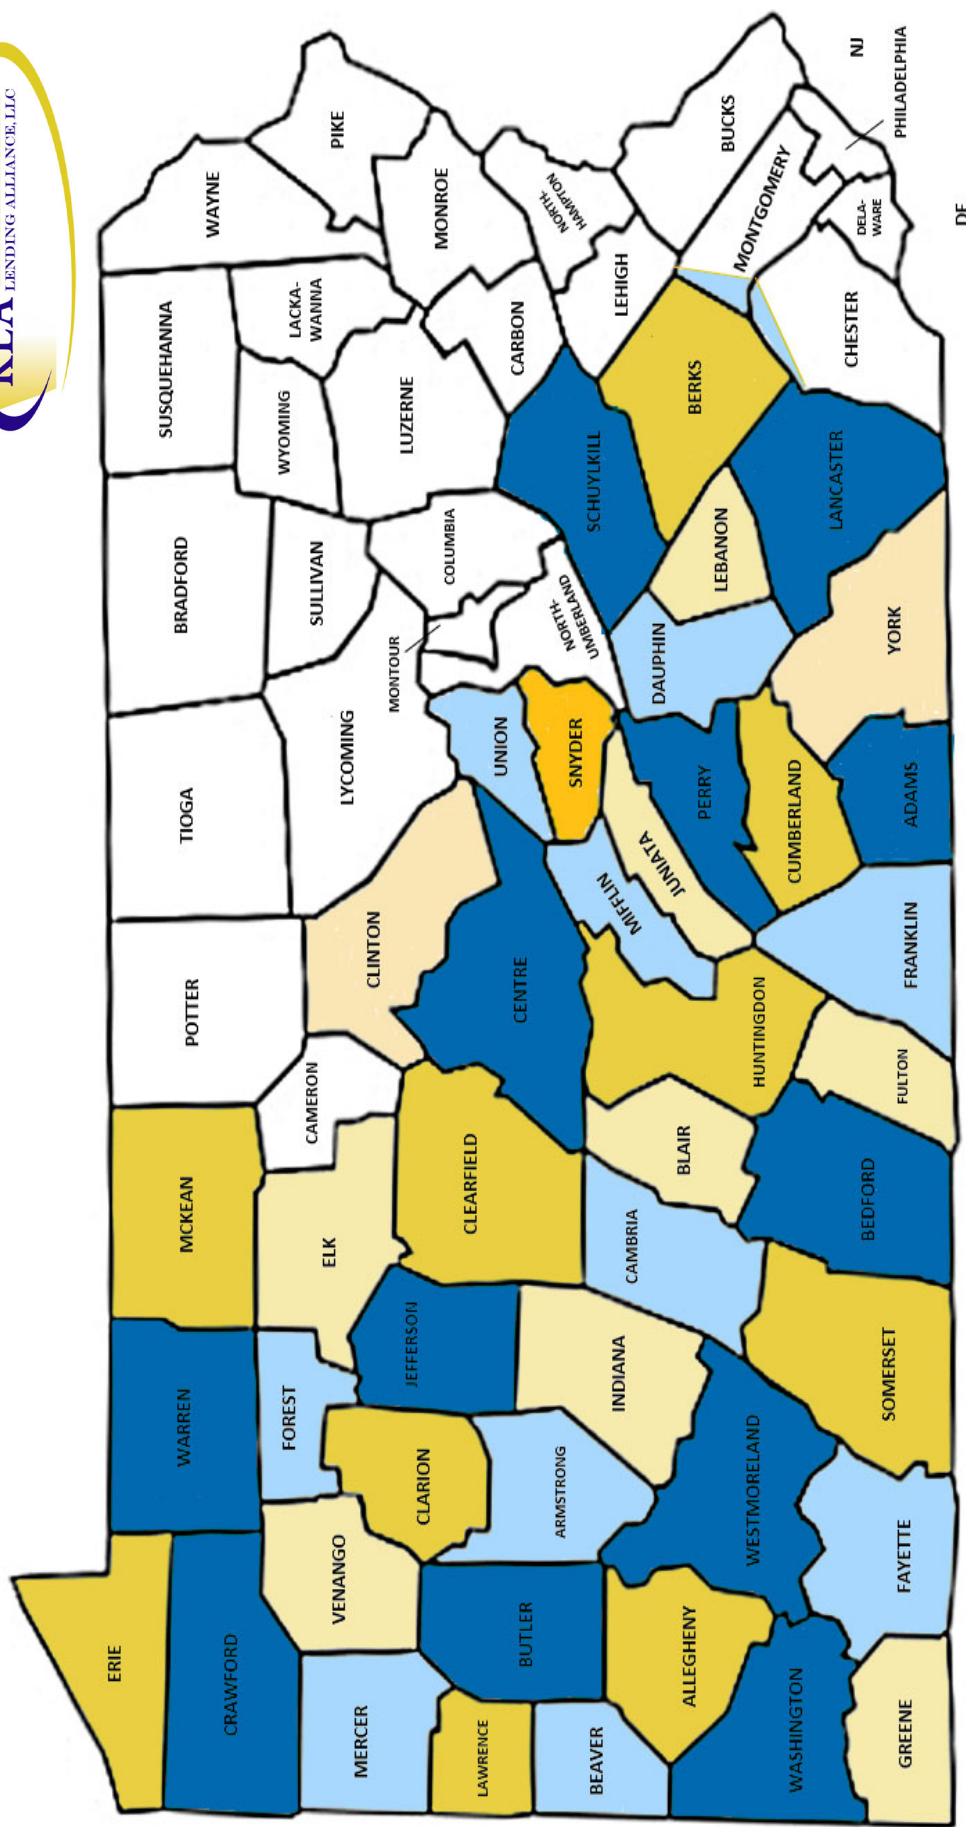 LENDING ALLIANCE, LLC
ERIE
CRAWFORD
WARREN
MCKEAN
POTTER
TIOGA
BRADFORD
SUSQUEHANNA
WAYNE
PIKE
MERCER
VENANGO
FOREST
ELK
CAMERON
CLINTON
LYCOMING
SULLIVAN
WYOMING
LACKA-
WANNA
LUZERNE
MONROE
LAWRENCE
BUTLER
CLARION
JEFFERSON
CLEARFIELD
CENTRE
UNION
MONTOUR
COLUMBIA
NORTH-
UMBERLAND
SNYDER
CARBON
NORTH-
HAMPTON
BEAVER
ARMSTRONG
INDIANA
CAMBRIA
BLAIR
HUNTINGDON
MIFFLIN
JUNIATA
PERRY
DAUPHIN
LEBANON
SCHUYLKILL
BERKS
LEHIGH
BUCKS
MONTGOMERY
ALLEGHENY
WESTMORELAND
WASHINGTON
GREENE
FAYETTE
SOMERSET
BEDFORD
FULTON
FRANKLIN
CUMBERLAND
ADAMS
YORK
LANCASTER
CHESTER
DELA-
WARE
PHILADELPHIA
NJ